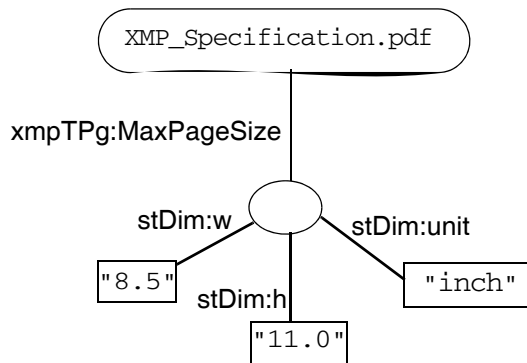 XMP_Specification.pdf
xmpTPg:MaxPageSize
stDim:w
stDim:unit
"8.5"
"inch"
stDim:h
"11.0"